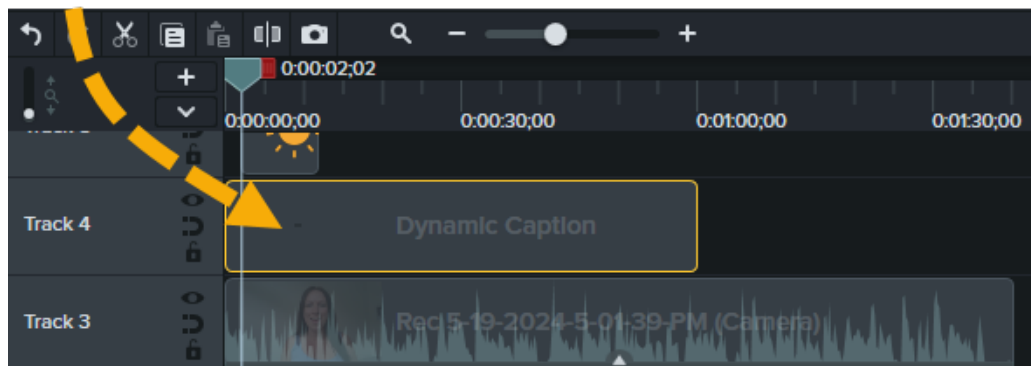 0:00:02;02
0:00:00;00 0:00:30;00 0:01:00;00 0:01:30;00
Track 4
Dynamic Caption
Track 3
Rec 5-19-2024-5-01-39-PM (Camera)